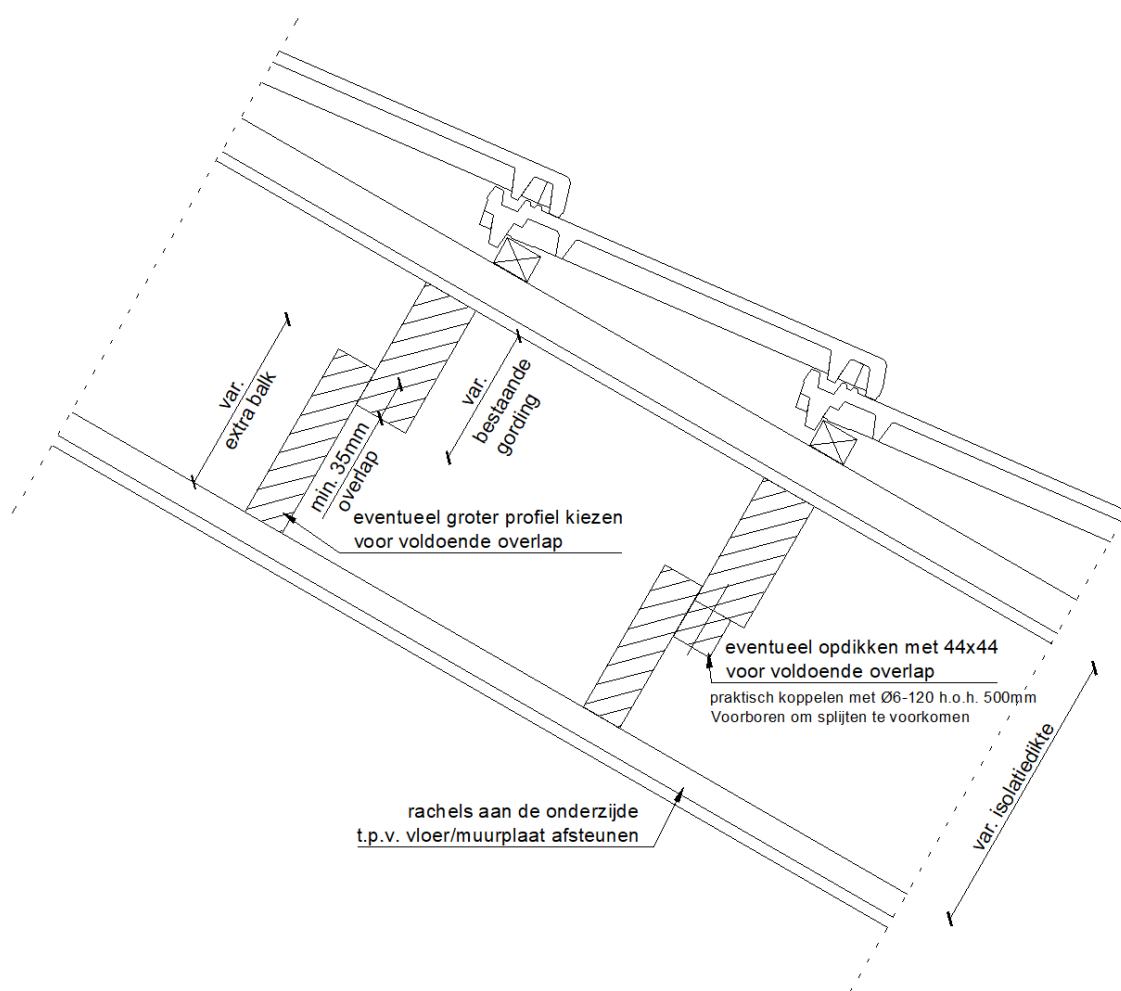 var.
extra balk
min. 35mm
overlap
var.
bestaande
gording
eventueel groter profiel kiezen
voor voldoende overlap
eventueel opdikken met 44x44
voor voldoende overlap
praktisch koppelen met Ø6-120 h.o.h. 500mm
Voorboren om splijten te voorkomen
rachels aan de onderzijde
t.p.v. vloer/muurplaat afsteunen
var. isolatiedikte